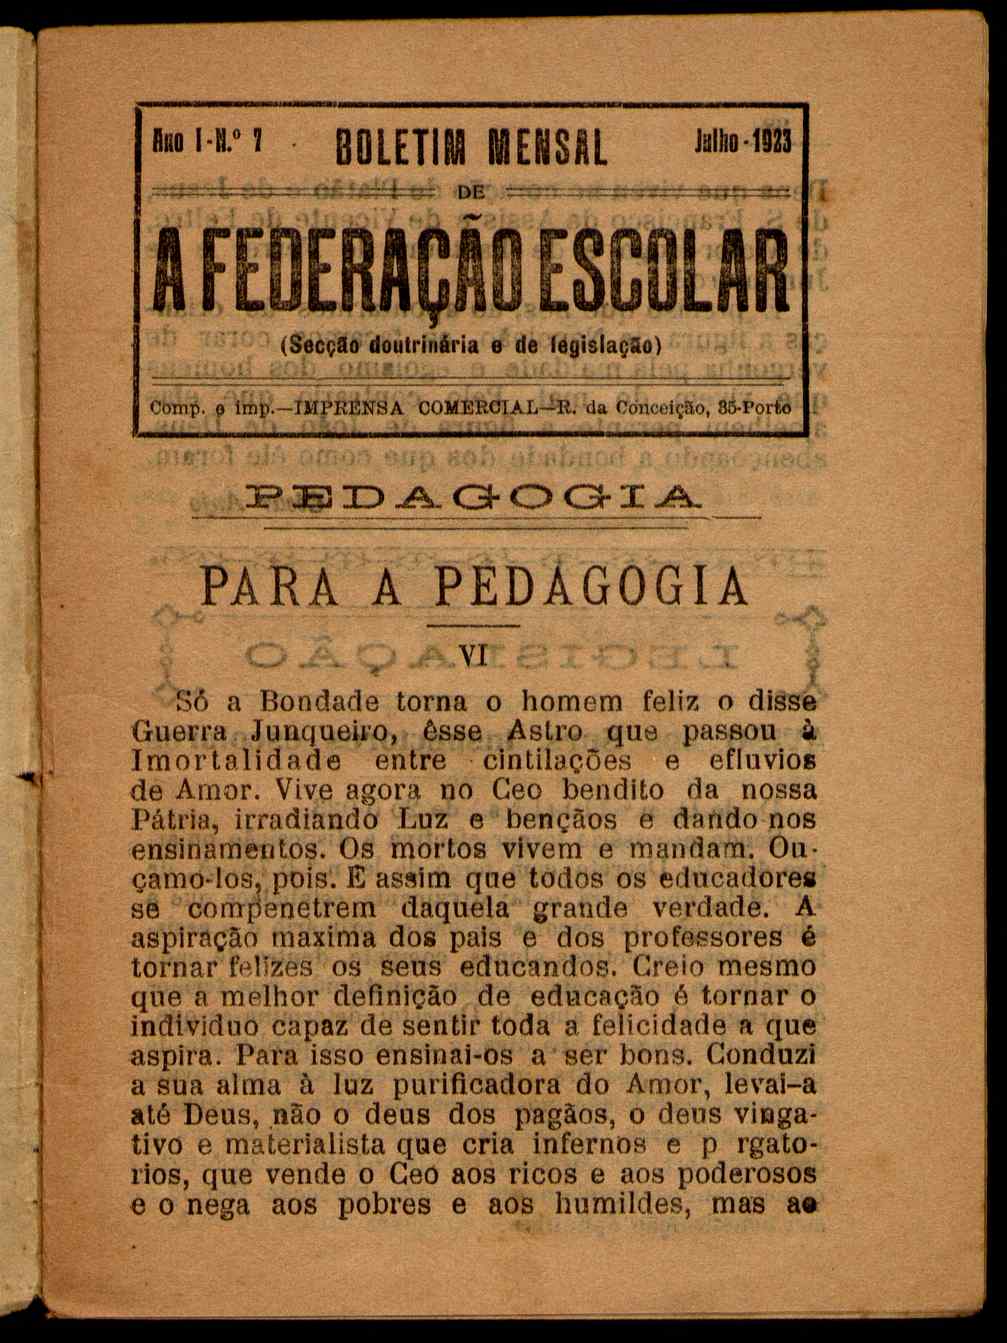 Ano I-N.º 7 BOLETIM MENSAL Julho-1923
DE
A FEDERAÇÃO ESCOLAR
(Secção doutrinária e de legislação)
Comp. e imp.—IMPRENSA COMERCIAL—R. da Conceição, 35-Porto
PEDAGOGIA
PARA A PEDAGOGIA
VI
Só a Bondade torna o homem feliz o disse
Guerra Junqueiro, êsse Astro que passou à
Imortalidade entre cintilações e efluvios
de Amor. Vive agora no Ceo bendito da nossa
Pátria, irradiando Luz e bençãos e dando nos
ensinamentos. Os mortos vivem e mandam. Ou-
çamo-los, pois. E assim que todos os educadores
se compenetrem daquela grande verdade. A
aspiração maxima dos pais e dos professores é
tornar felizes os seus educandos. Creio mesmo
que a melhor definição de educação é tornar o
individuo capaz de sentir toda a felicidade a que
aspira. Para isso ensinai-os a ser bons. Conduzi
a sua alma à luz purificadora do Amor, levai-a
até Deus, não o deus dos pagãos, o deus vinga-
tivo e materialista que cria infernos e p rgato-
rios, que vende o Ceo aos ricos e aos poderosos
e o nega aos pobres e aos humildes, mas ao